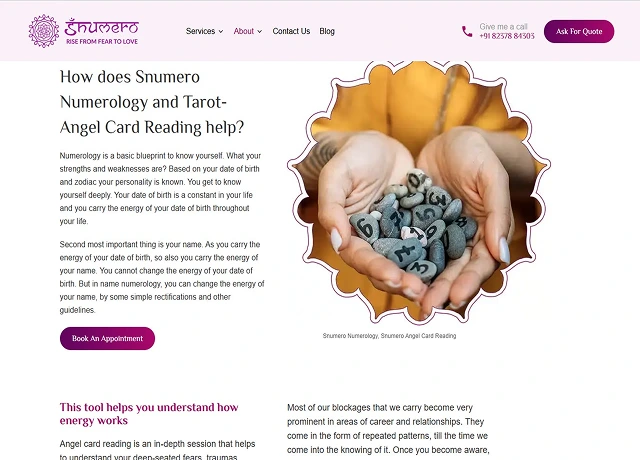 Snumero
RISE FROM FEAR TO LOVE
Services
About
Contact Us
Blog
Give me a call
+91 82378 84503
Ask For Quote
How does Snumero
Numerology and Tarot-
Angel Card Reading help?
Numerology is a basic blueprint to know yourself. What your
strengths and weaknesses are? Based on your date of birth
and zodiac your personality is known. You get to know
yourself deeply. Your date of birth is a constant in your life
and you carry the energy of your date of birth throughout
your life.
Second most important thing is your name. As you carry the
energy of your date of birth, so also you carry the energy of
your name. You cannot change the energy of your date of
birth. But in name numerology, you can change the energy of
your name, by some simple rectifications and other
guidelines.
Book An Appointment
Snumero Numerology, Snumero Angel Card Reading
This tool helps you understand how
energy works
Angel card reading is an in-depth session that helps
to understand your deep-seated fears, traumas
Most of our blockages that we carry become very
prominent in areas of career and relationships. They
come in the form of repeated patterns, till the time we
come into the knowing of it. Once you become aware,